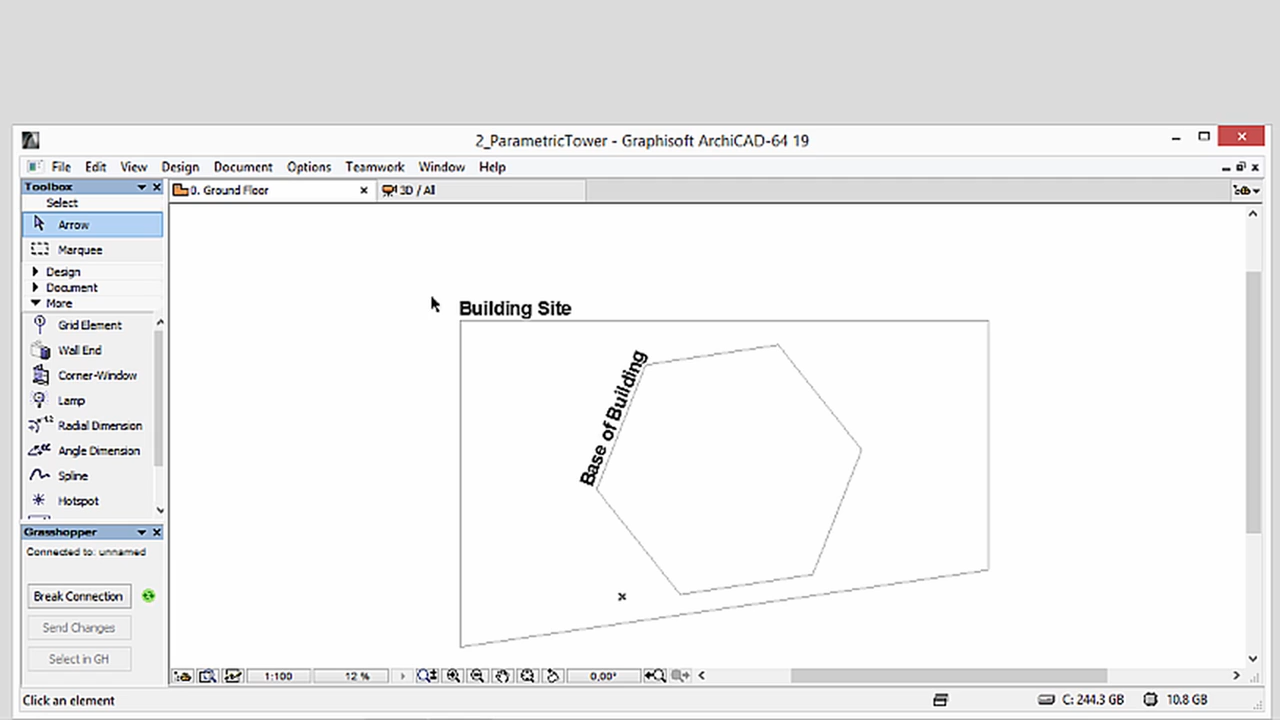 2_ParametricTower - Graphisoft ArchiCAD-64 19
File Edit View Design Document Options Teamwork Window Help
Toolbox
0. Ground Floor
3D / All
Select
Arrow
Marquee
Design
Document
More
Grid Element
Wall End
Corner-Window
Lamp
Radial Dimension
Angle Dimension
Spline
Hotspot
Building Site
Base of Building
Grasshopper
Connected to: unnamed
Break Connection
Send Changes
Select in GH
1:100 12 % 0,00°
Click an element
C: 244.3 GB 10.8 GB